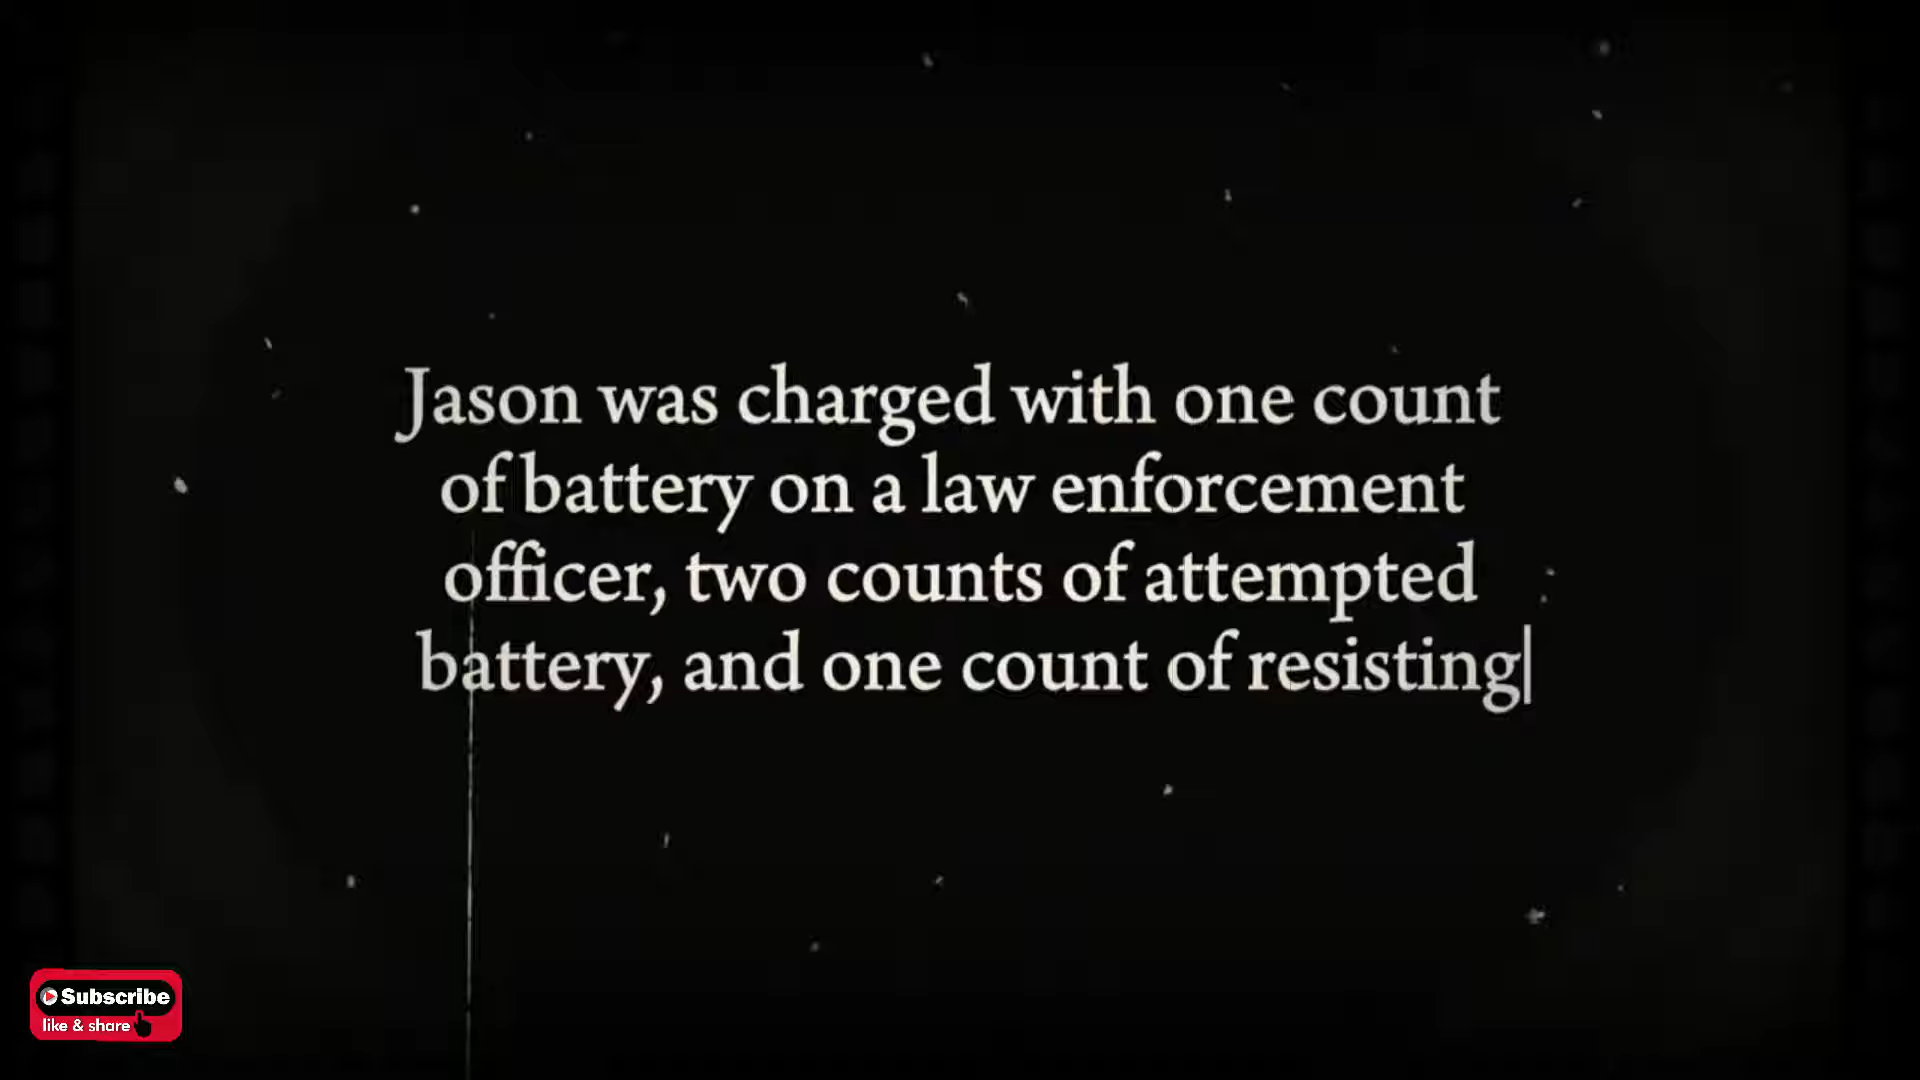 Jason was charged with one count
of battery on a law enforcement
officer, two counts of attempted
battery, and one count of resisting
Subscribe
like & share